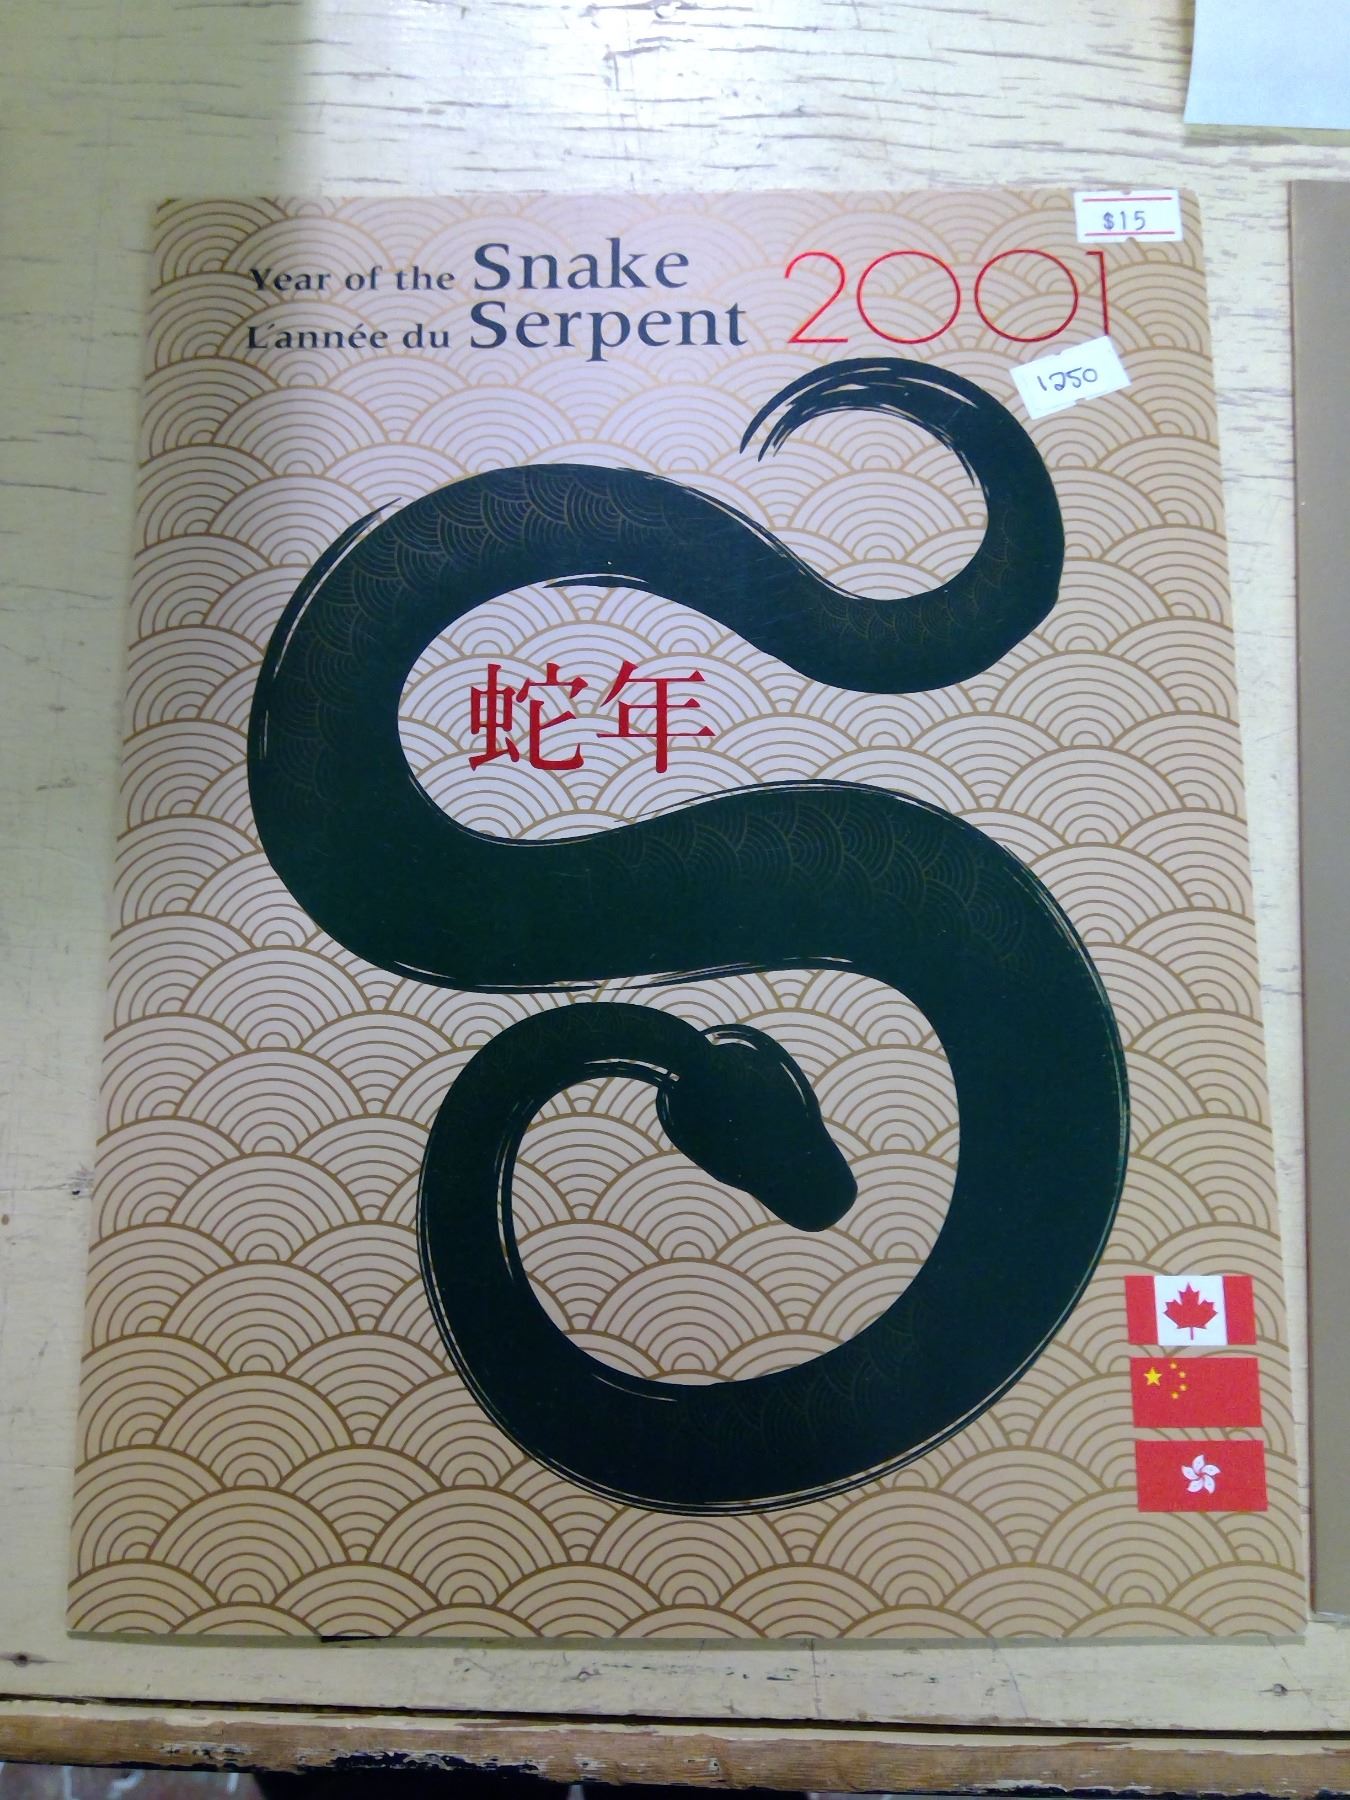 $15
Year of the Snake 2001
L'année du Serpent
1250
蛇年